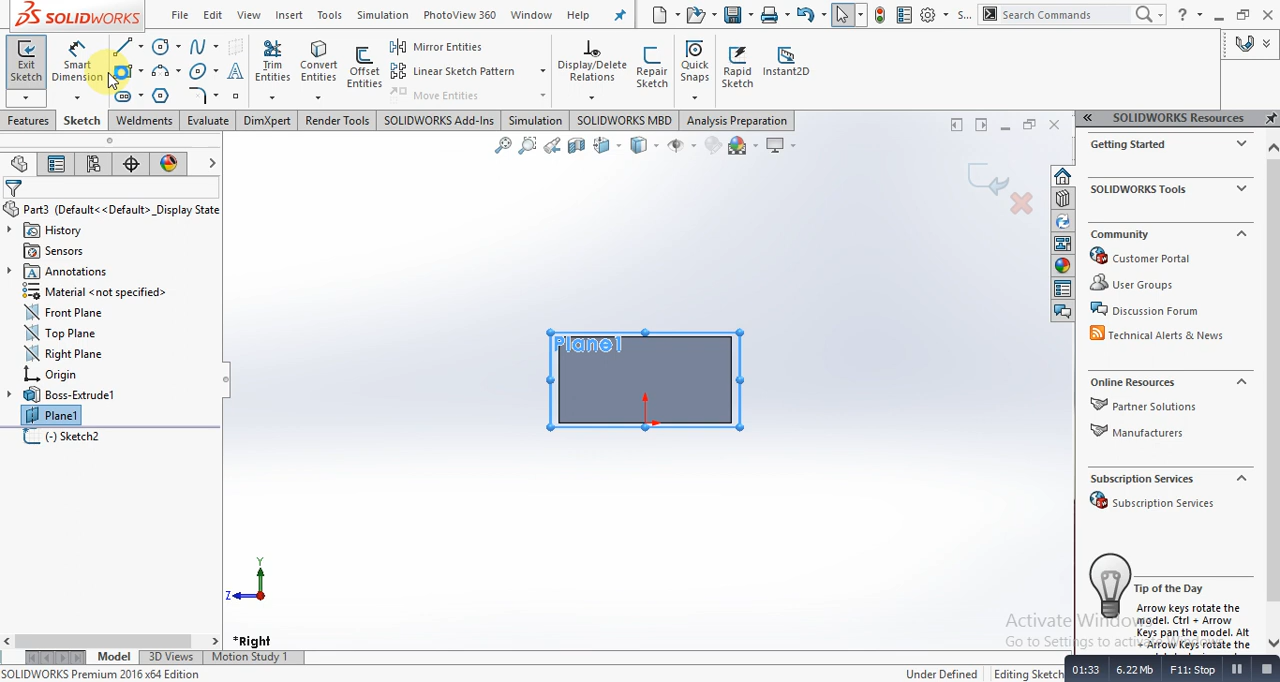 SOLIDWORKS
File Edit View Insert Tools Simulation PhotoView 360 Window Help
S...
Search Commands
?
Exit Sketch
Smart Dimension
Trim Entities
Convert Entities
Offset Entities
Mirror Entities
Linear Sketch Pattern
Move Entities
Display/Delete Relations
Repair Sketch
Quick Snaps
Rapid Sketch
Instant2D
Features Sketch Weldments Evaluate DimXpert Render Tools SOLIDWORKS Add-Ins Simulation SOLIDWORKS MBD Analysis Preparation
Part3 (Default<<Default>_Display State
History
Sensors
Annotations
Material <not specified>
Front Plane
Top Plane
Right Plane
Origin
Boss-Extrude1
Plane1
(-) Sketch2
Plane1
Y
Z
*Right
SOLIDWORKS Resources
Getting Started
SOLIDWORKS Tools
Community
Customer Portal
User Groups
Discussion Forum
Technical Alerts & News
Online Resources
Partner Solutions
Manufacturers
Subscription Services
Subscription Services
Tip of the Day
Arrow keys rotate the
model. Ctrl + Arrow
Keys pan the model. Alt
+ Arrow Keys rotate the
Activate Windows
Go to Settings to activate Windows.
Model 3D Views Motion Study 1
SOLIDWORKS Premium 2016 x64 Edition
Under Defined
Editing Sketch
01:33 6.22 Mb F11: Stop